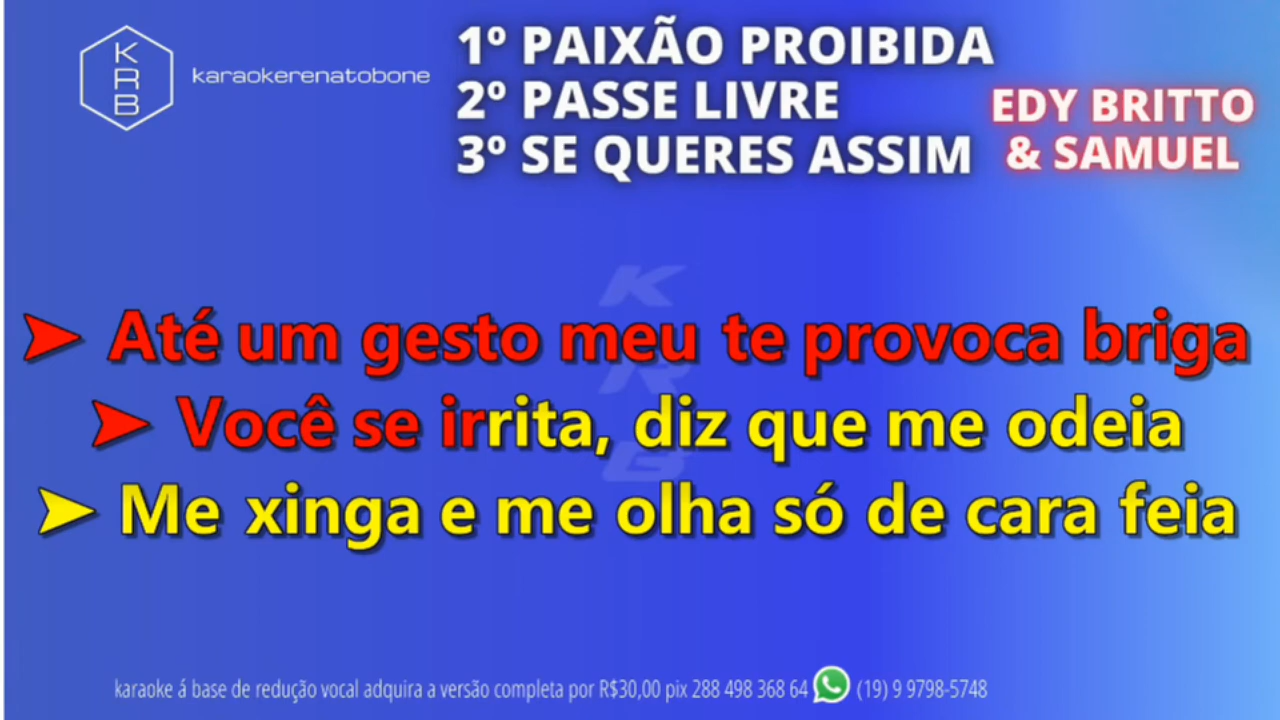 KRB
karaokerenatobone
1º PAIXÃO PROIBIDA
2º PASSE LIVRE
3º SE QUERES ASSIM
EDY BRITTO
& SAMUEL
KRB
➤ Até um gesto meu te provoca briga
➤ Você se irrita, diz que me odeia
➤ Me xinga e me olha só de cara feia
karaoke á base de redução vocal adquira a versão completa por R$30,00 pix 288 498 368 64 (19) 9 9798-5748